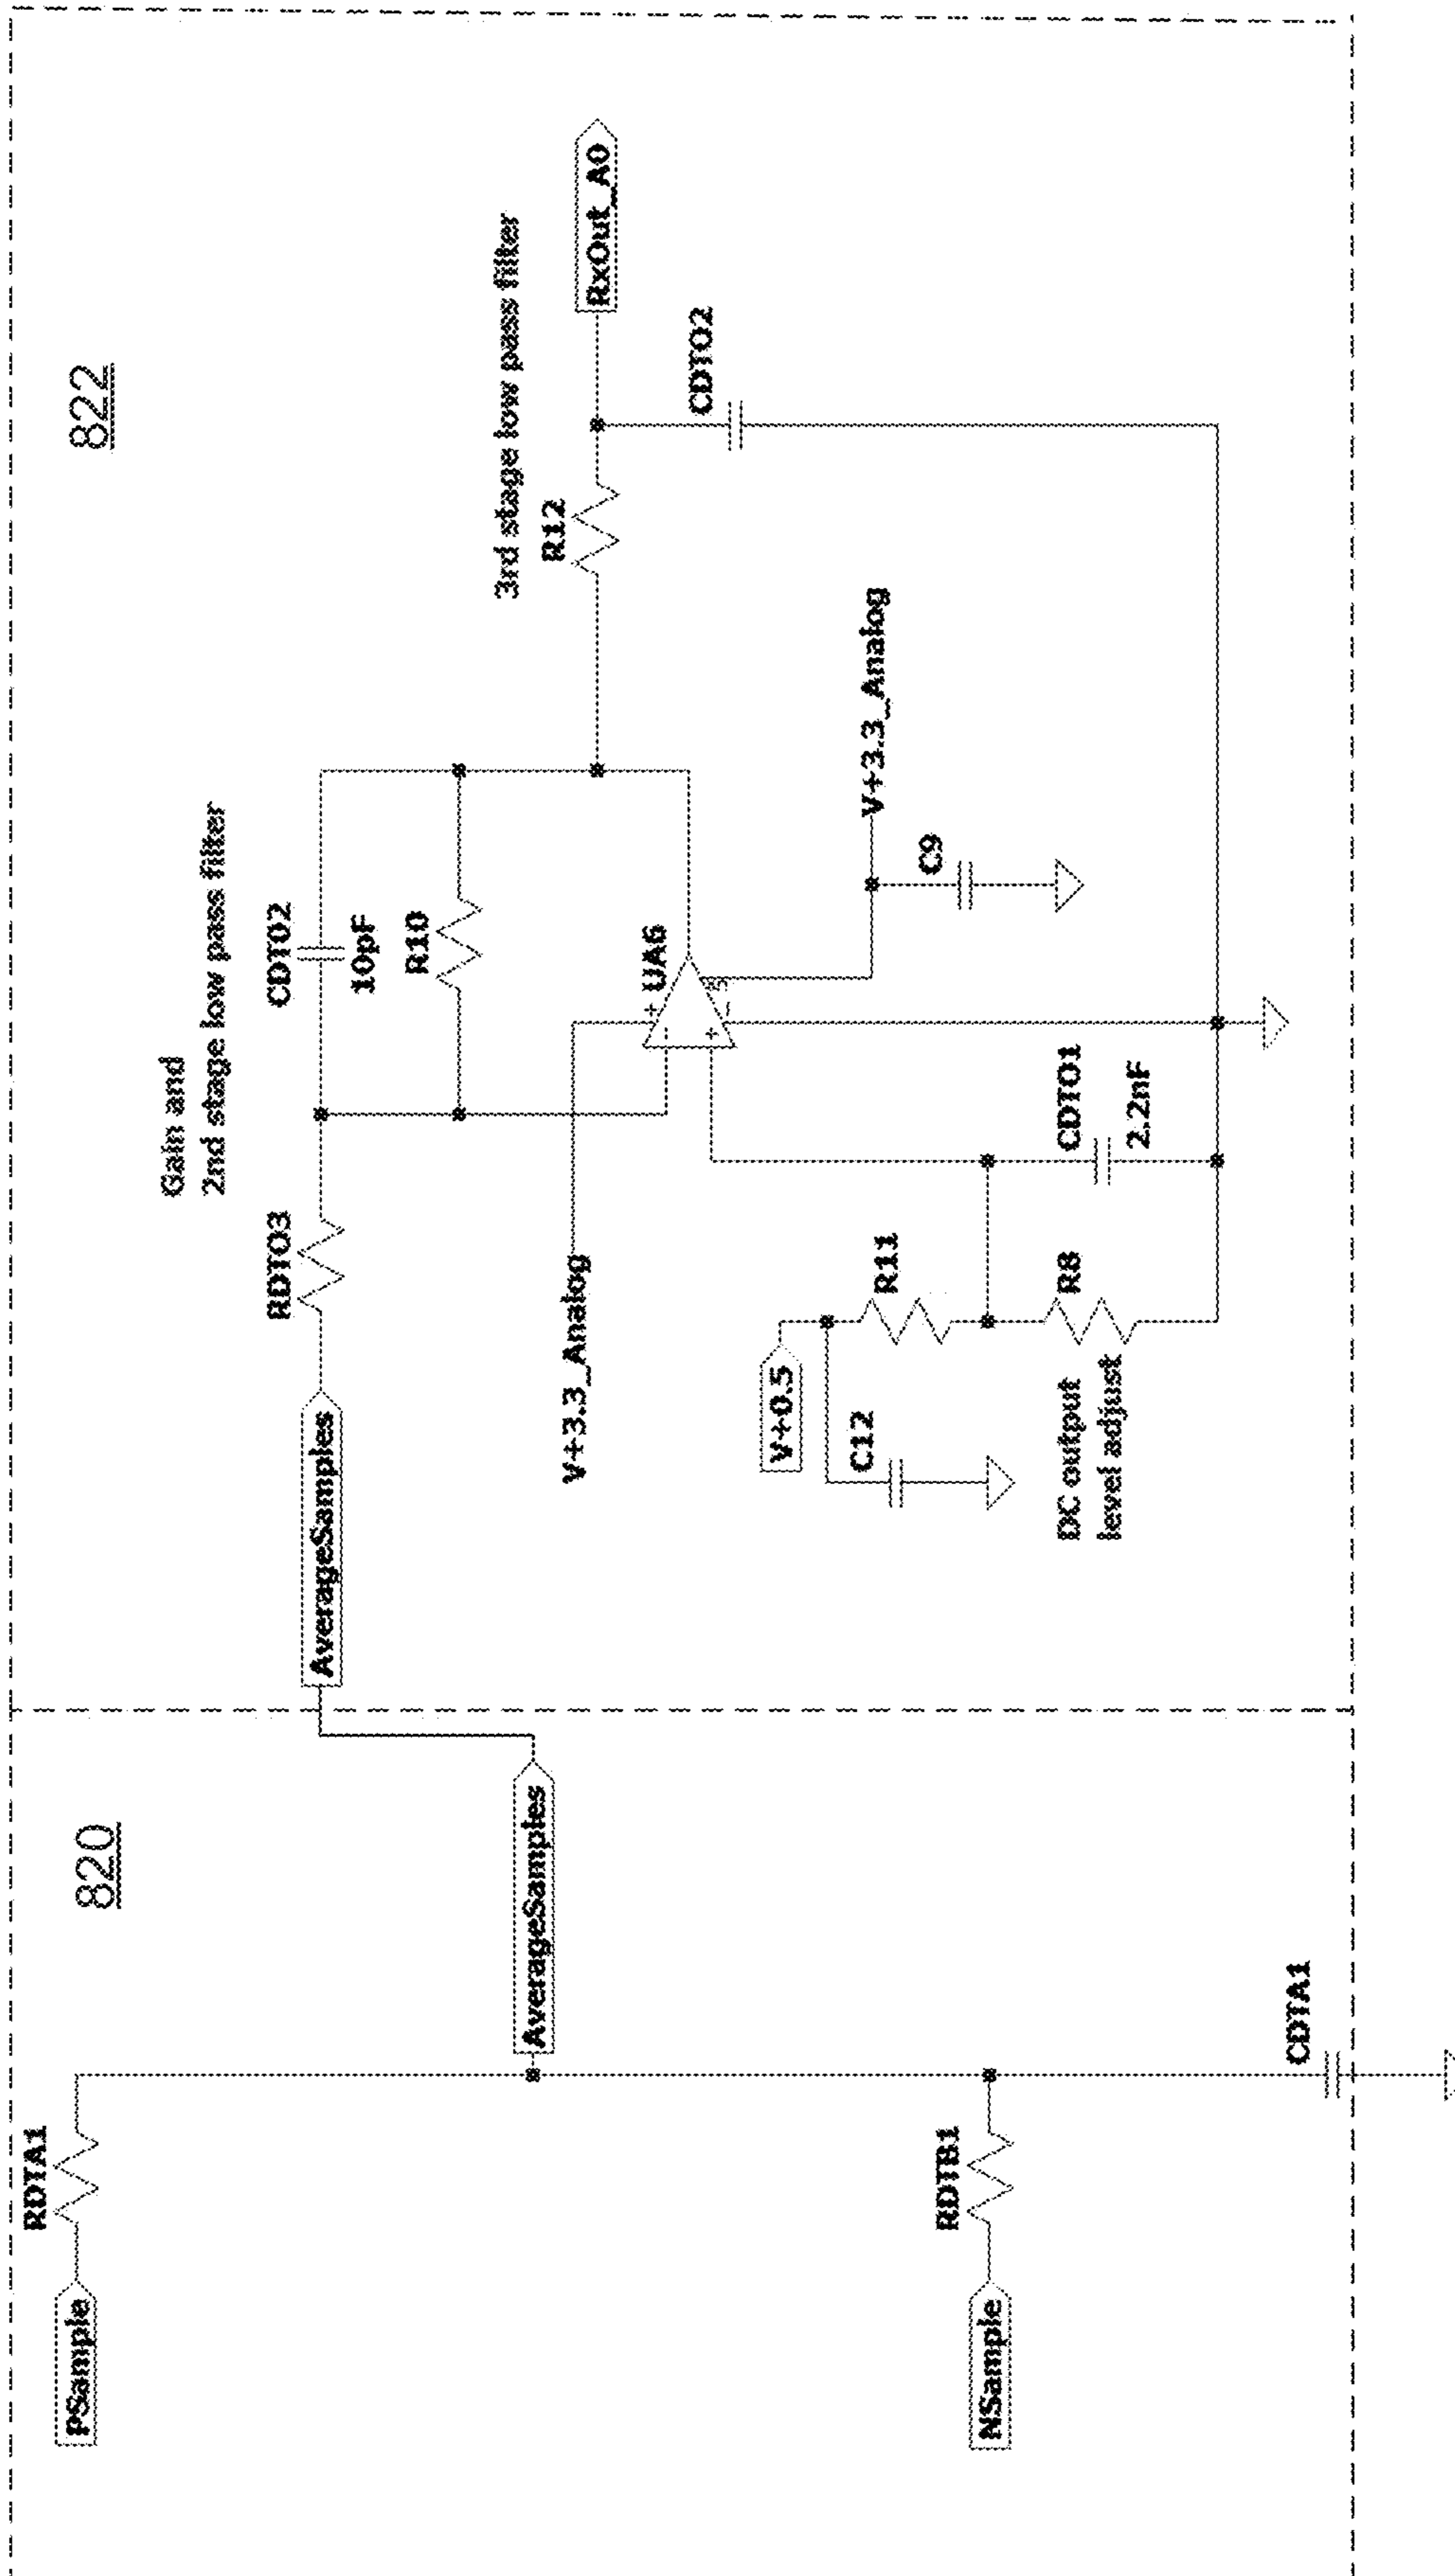 820
822
PSample
RDTA1
NSample
RDTB1
CDTA1
AverageSamples
AverageSamples
RDTO3
Gain and
2nd stage low pass filter
CDT02
10pF
R10
V+3.3_Analog
UA6
V+0.5
C12
R11
R8
DC output
level adjust
CDTO1
2.2nF
V+3.3_Analog
C9
3rd stage low pass filter
R12
CDTO2
RxOut_A0